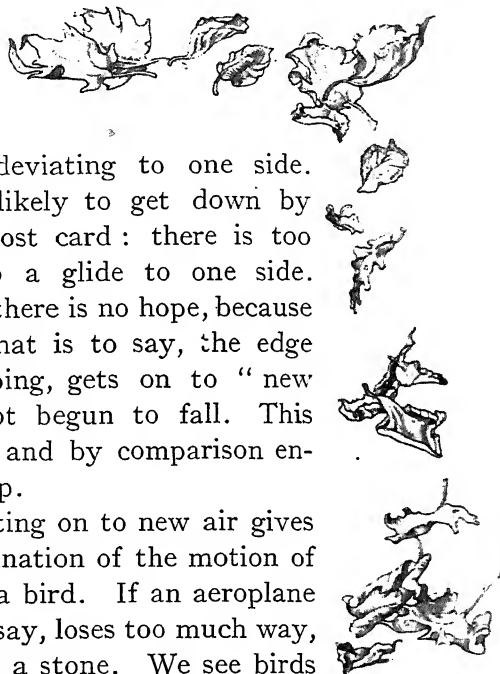 deviating to one side.
likely to get down by
ost card : there is too
a glide to one side.
there is no hope, because
hat is to say, the edge
ing, gets on to " new
t begun to fall. This
and by comparison en-
p.
ting on to new air gives
nation of the motion of
a bird. If an aeroplane
say, loses too much way,
a stone. We see birds